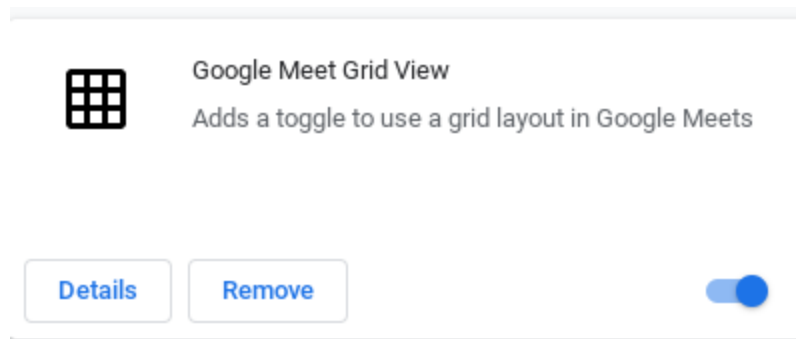 Google Meet Grid View
Adds a toggle to use a grid layout in Google Meets
Details
Remove